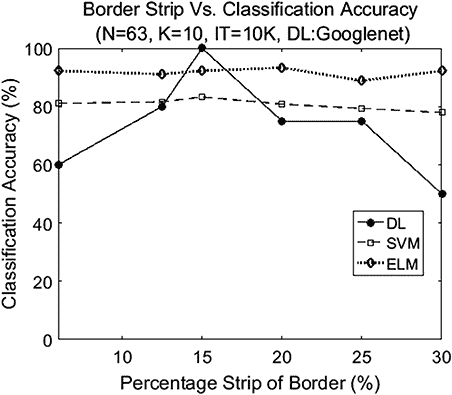 Border Strip Vs. Classification Accuracy
(N=63, K=10, IT=10K, DL:Googlenet)
Classification Accuracy (%)
100
80
60
40
20
0
10
15
20
25
30
Percentage Strip of Border (%)
DL
SVM
ELM